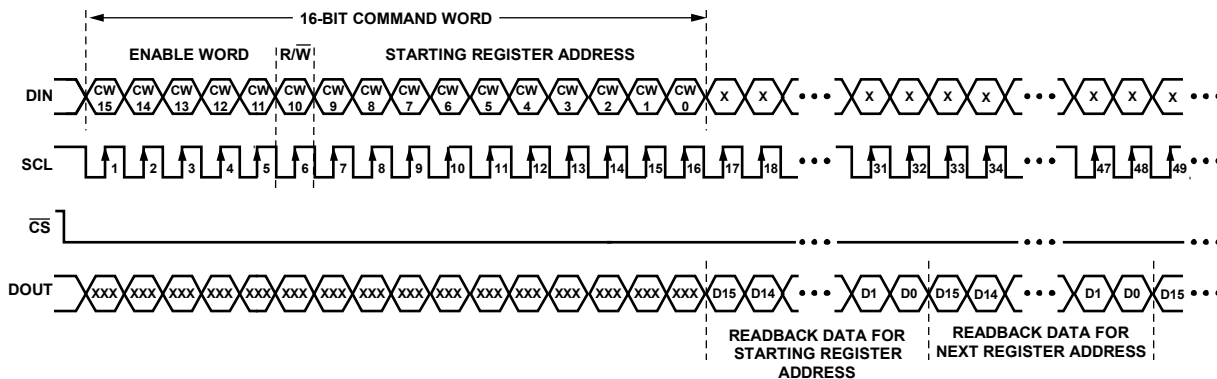 16-BIT COMMAND WORD
ENABLE WORD R/W STARTING REGISTER ADDRESS
DIN CW 15 CW 14 CW 13 CW 12 CW 11 CW 10 CW 9 CW 8 CW 7 CW 6 CW 5 CW 4 CW 3 CW 2 CW 1 CW 0 X X X X X X X X X
SCL 1 2 3 4 5 6 7 8 9 10 11 12 13 14 15 16 17 18 31 32 33 34 47 48 49
CS
DOUT XXX XXX XXX XXX XXX XXX XXX XXX XXX XXX XXX XXX XXX XXX XXX XXX D15 D14 D1 D0 D15 D14 D1 D0 D15
READBACK DATA FOR
STARTING REGISTER
ADDRESS
READBACK DATA FOR
NEXT REGISTER ADDRESS